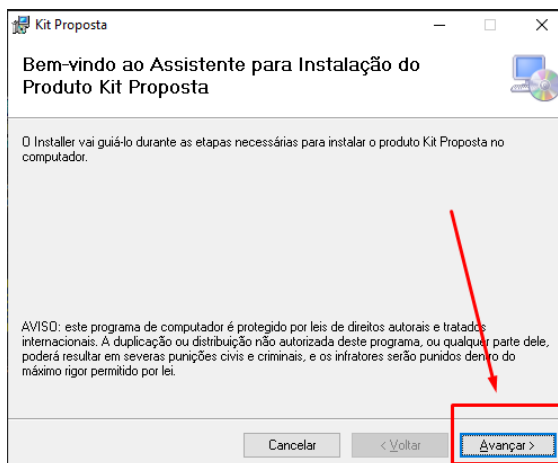 Kit Proposta
Bem-vindo ao Assistente para Instalação do
Produto Kit Proposta
O Installer vai guiá-lo durante as etapas necessárias para instalar o produto Kit Proposta no
computador.
AVISO: este programa de computador é protegido por leis de direitos autorais e tratados
internacionais. A duplicação ou distribuição não autorizada deste programa, ou qualquer parte dele,
poderá resultar em severas punições civis e criminais, e os infratores serão punidos dentro do
máximo rigor permitido por lei.
Cancelar
< Voltar
Avançar >